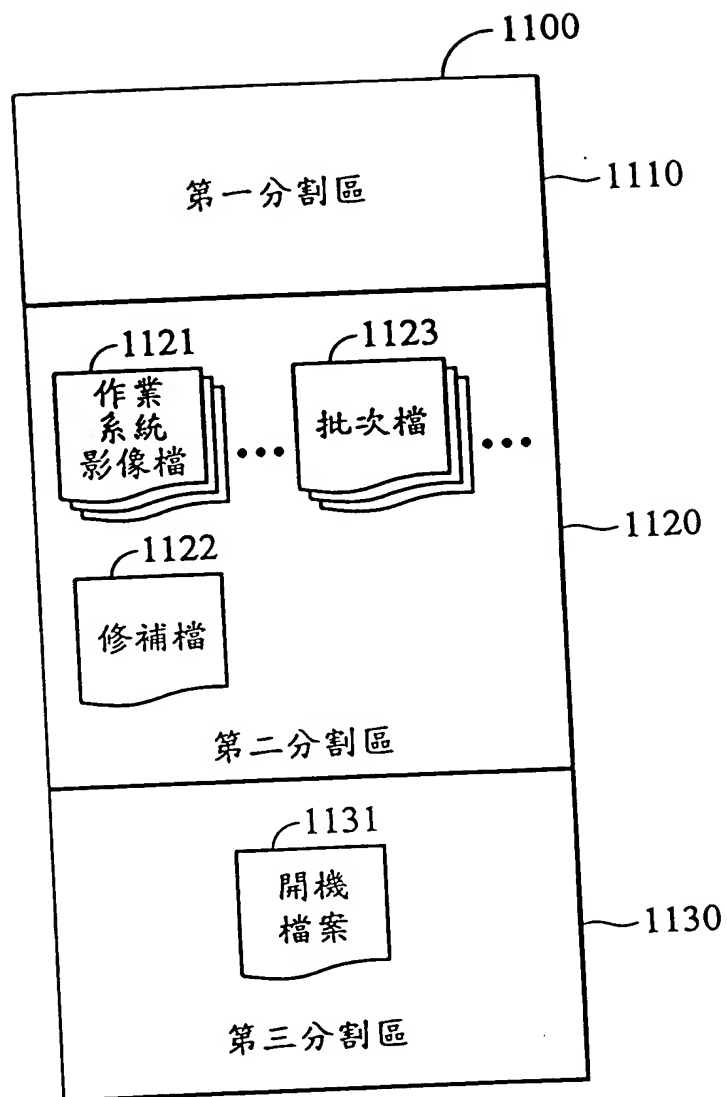 1100
第一分割區
1110
1121
作業
系統
影像檔
1123
批次檔
1120
1122
修補檔
第二分割區
1131
開機
檔案
1130
第三分割區